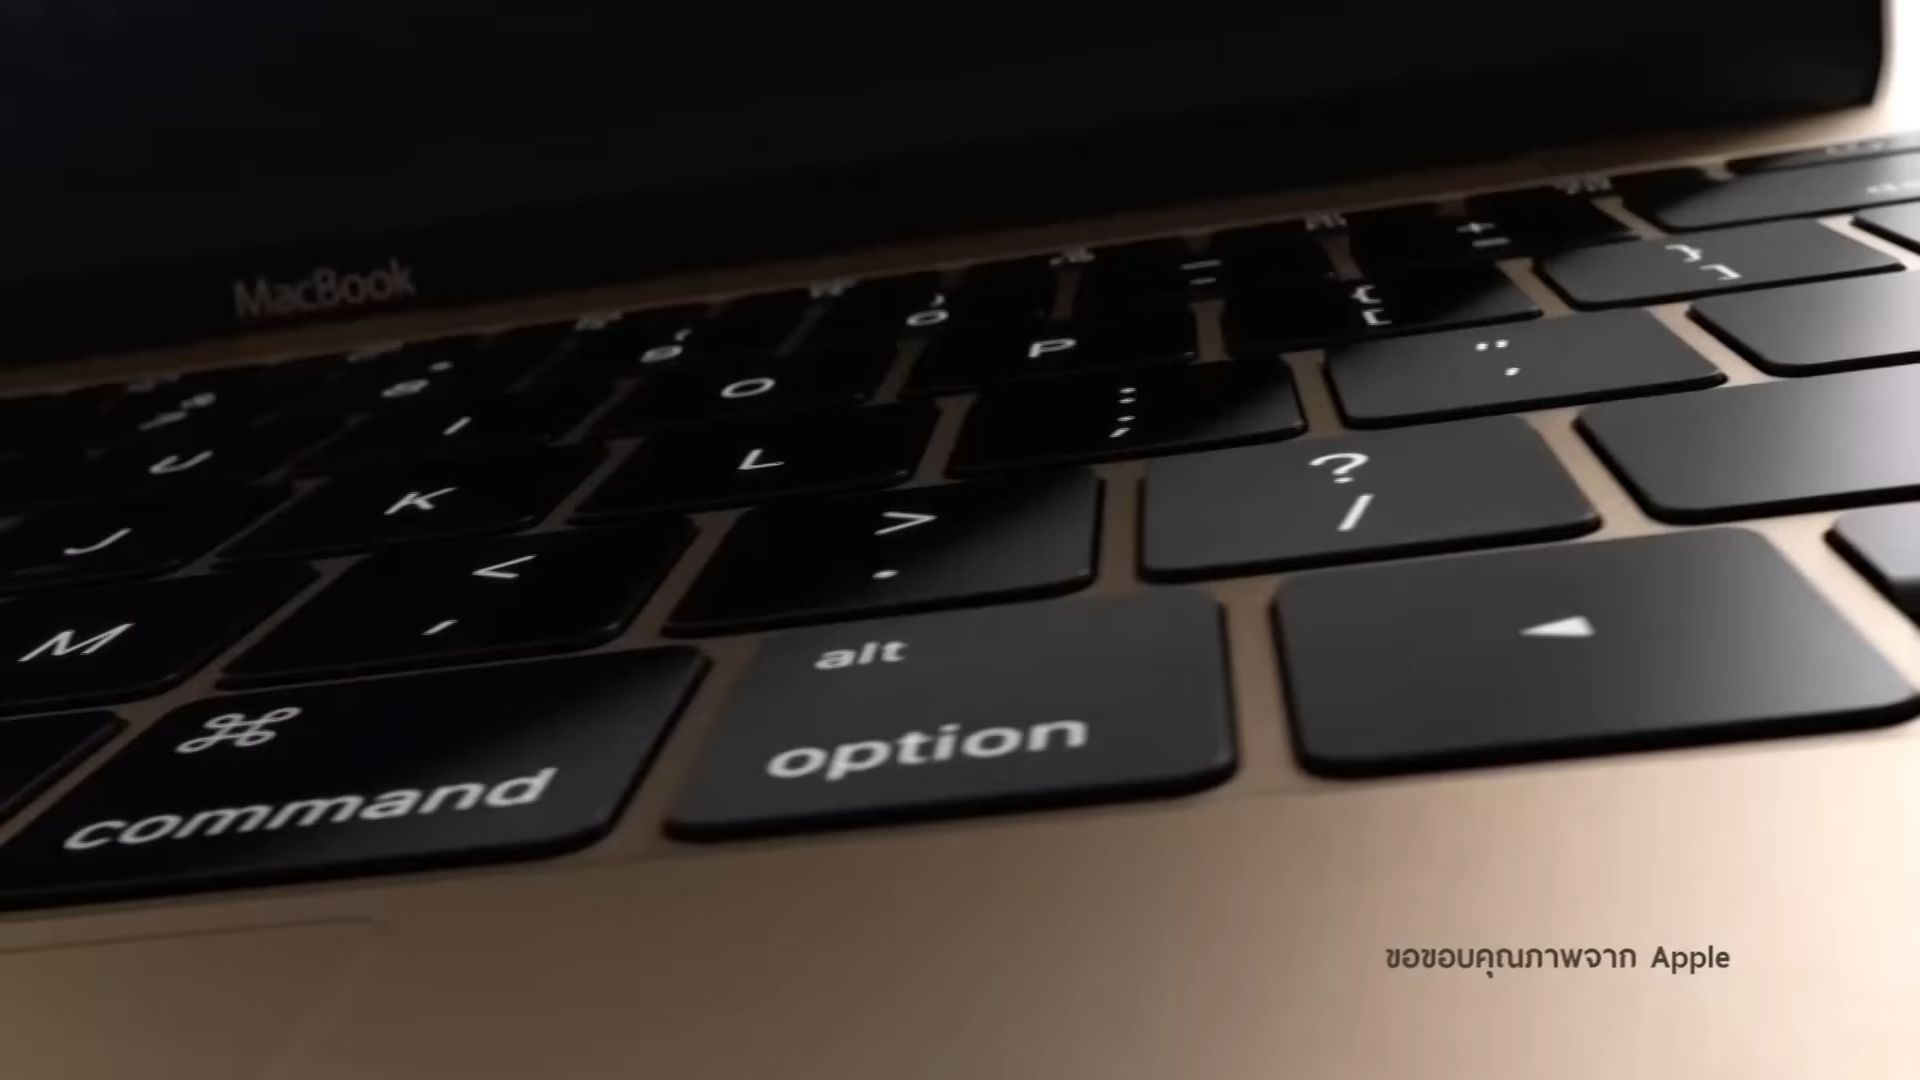 MacBook
+
=
_
-
P
{
[
}
]
O
I
U
:
;
"
'
L
K
J
?
/
>
.
<
,
M
alt
option
⌘
command
ขอขอบคุณภาพจาก Apple